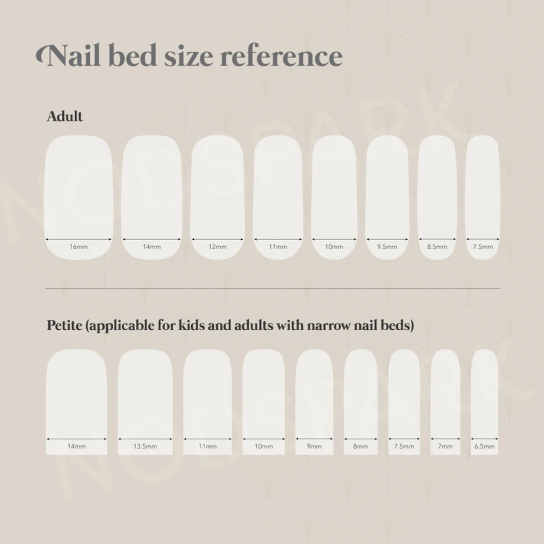 Nail bed size reference
Adult
16mm 14mm 12mm 11mm 10mm 9.5mm 8.5mm 7.5mm
Petite (applicable for kids and adults with narrow nail beds)
14mm 13.5mm 11mm 10mm 9mm 8mm 7.5mm 7mm 6.5mm
NODSPARK
NODSPARK